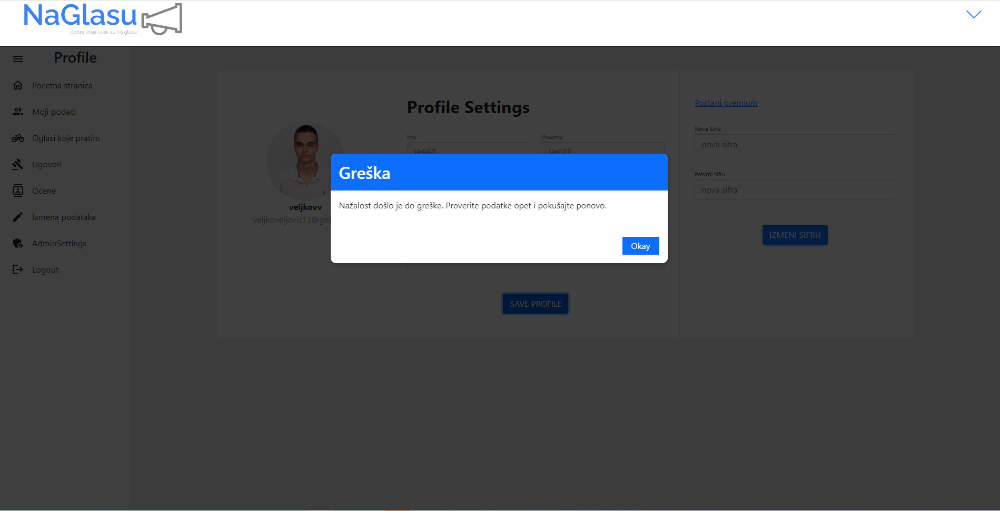 NaGlasu
dobre ideje uvek su na glasu
Profile
Pocetna stranica
Moji podaci
Oglasi koje pratim
Ugovori
Ocene
Izmena podataka
AdminSettings
Logout
veljkovv
veljkoveljovic13@gm
Profile Settings
Ime
Prezime
Velj67
Velj23
SAVE PROFILE
Greška
Nažalost došlo je do greške. Proverite podatke opet i pokušajte ponovo.
Okay
Postani premium
Nova Sifra
nova sifra
Potvrdi sifru
nova sifra
IZMENI SIFRU